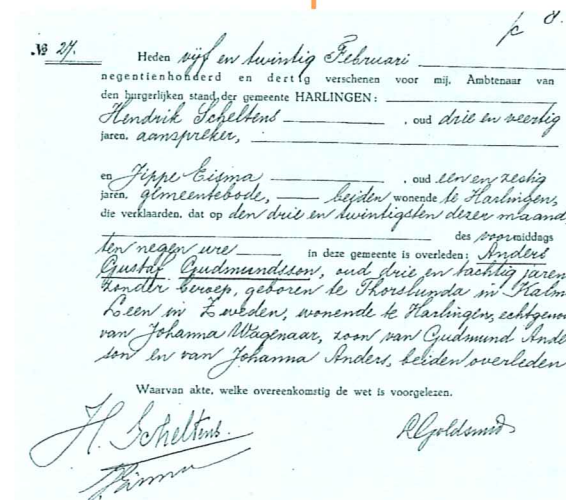 p. 8.
№ 27.
Heden vijf en twintig Februari
negentienhonderd en dertig verschenen voor mij, Ambtenaar van
den burgerlijken stand der gemeente HARLINGEN:
Hendrik Scheltens , oud drie en veertig
jaren, aanspreker,
en Jippe Eisma , oud een en zestig
jaren, gemeentebode, beiden wonende te Harlingen,
die verklaarden, dat op den drie en twintigsten dezer maand,
des voormiddags
ten negen ure in deze gemeente is overleden: Anders
Gustaf Gudmundsson, oud drie en tachtig jaren
zonder beroep, geboren te Thorslunda in Kalm
Leen in Zweden, wonende te Harlingen, echtgenoo
van Johanna Wagenaar, zoon van Gudmund Ande
son en van Johanna Anders, beiden overleden
Waarvan akte, welke overeenkomstig de wet is voorgelezen.
H. Scheltens.
JEisma